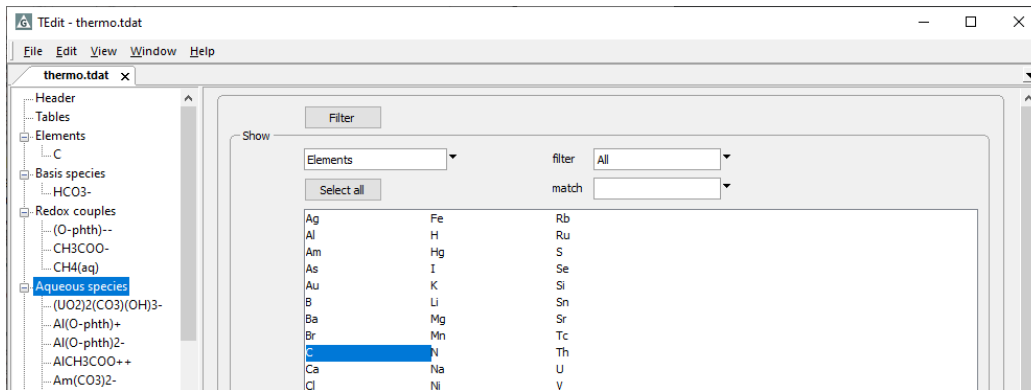 TEdit - thermo.tdat
File Edit View Window Help
thermo.tdat x
Header
Tables
Elements
C
Basis species
HCO3-
Redox couples
(O-phth)--
CH3COO-
CH4(aq)
Aqueous species
(UO2)2(CO3)(OH)3-
Al(O-phth)+
Al(O-phth)2-
AlCH3COO++
Am(CO3)2-
Filter
Show
Elements filter All
Select all match
Ag Fe Rb
Al H Ru
Am Hg S
As I Se
Au K Si
B Li Sn
Ba Mg Sr
Br Mn Tc
C N Th
Ca Na U
Cl Ni V